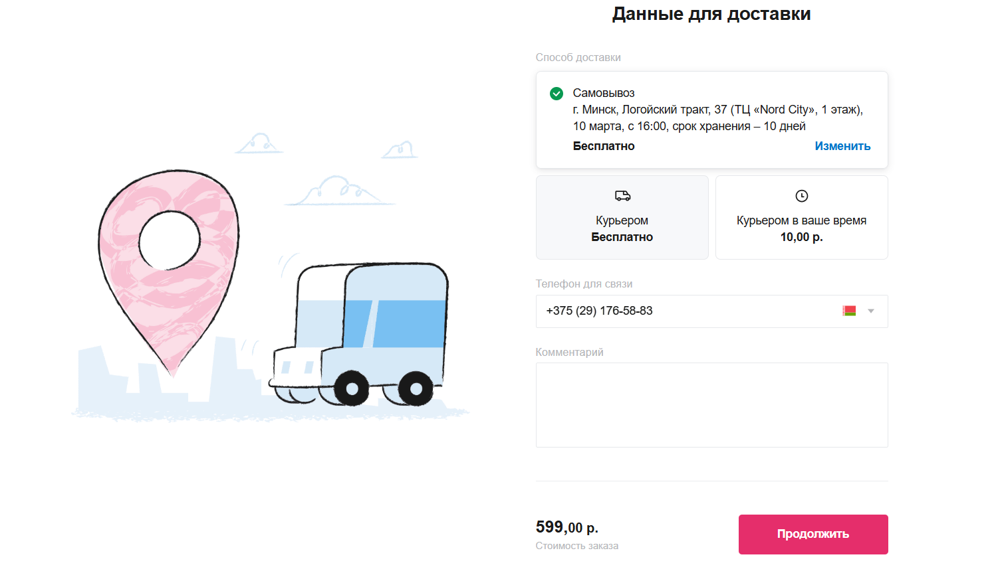 Данные для доставки
Способ доставки
Самовывоз
г. Минск, Логойский тракт, 37 (ТЦ «Nord City», 1 этаж),
10 марта, с 16:00, срок хранения – 10 дней
Бесплатно
Изменить
Курьером
Бесплатно
Курьером в ваше время
10,00 р.
Телефон для связи
+375 (29) 176-58-83
Комментарий
599,00 р.
Стоимость заказа
Продолжить